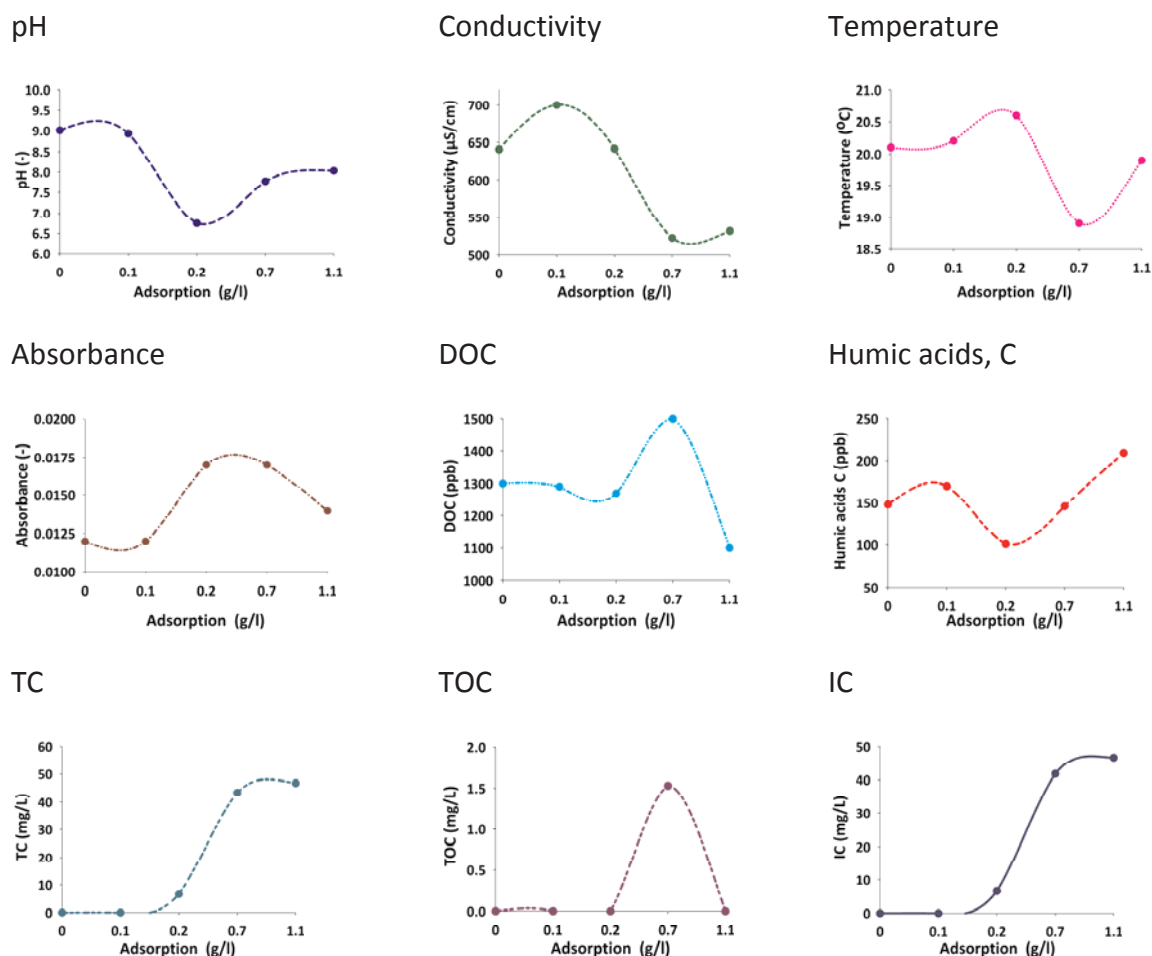 pH
Conductivity
Temperature
pH (-)
10.0
9.5
9.0
8.5
8.0
7.5
7.0
6.5
6.0
0 0.1 0.2 0.7 1.1
Adsorption (g/l)
Conductivity (µS/cm)
700
650
600
550
500
0 0.1 0.2 0.7 1.1
Adsorption (g/l)
Temperature (⁰C)
21.0
20.5
20.0
19.5
19.0
18.5
0 0.1 0.2 0.7 1.1
Adsorption (g/l)
Absorbance
DOC
Humic acids, C
Absorbance (-)
0.0200
0.0175
0.0150
0.0125
0.0100
0 0.1 0.2 0.7 1.1
Adsorption (g/l)
DOC (ppb)
1500
1400
1300
1200
1100
1000
0 0.1 0.2 0.7 1.1
Adsorption (g/l)
Humic acids C (ppb)
250
200
150
100
50
0 0.1 0.2 0.7 1.1
Adsorption (g/l)
TC
TOC
IC
TC (mg/L)
60
50
40
30
20
10
0
0 0.1 0.2 0.7 1.1
Adsorption (g/l)
TOC (mg/L)
2.0
1.5
1.0
0.5
0.0
0 0.1 0.2 0.7 1.1
Adsorption (g/l)
IC (mg/L)
50
40
30
20
10
0
0 0.1 0.2 0.7 1.1
Adsorption (g/l)